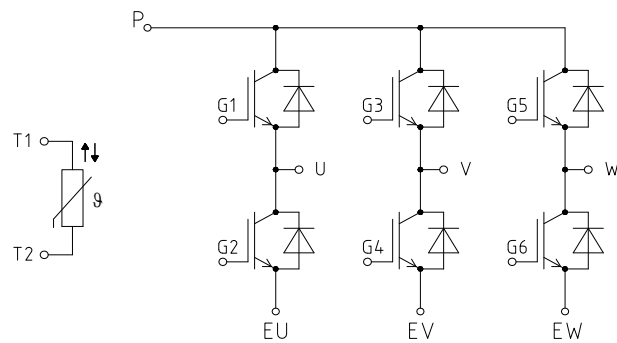 P
G1 G3 G5
T1
U V W
ϑ
G2 G4 G6
T2
EU EV EW